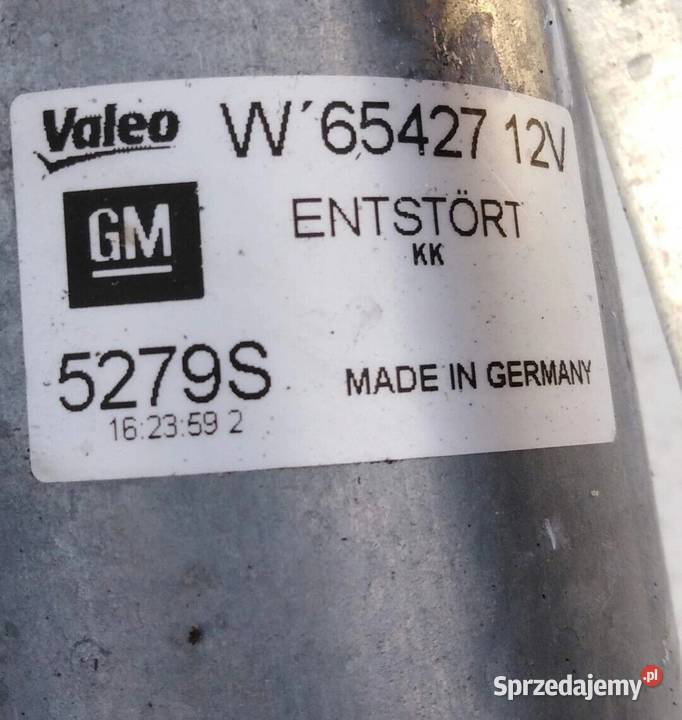 Valeo W´65427 12V
GM ENTSTÖRT
KK
5279S MADE IN GERMANY
16:23:59 2
Sprzedajemy.pl